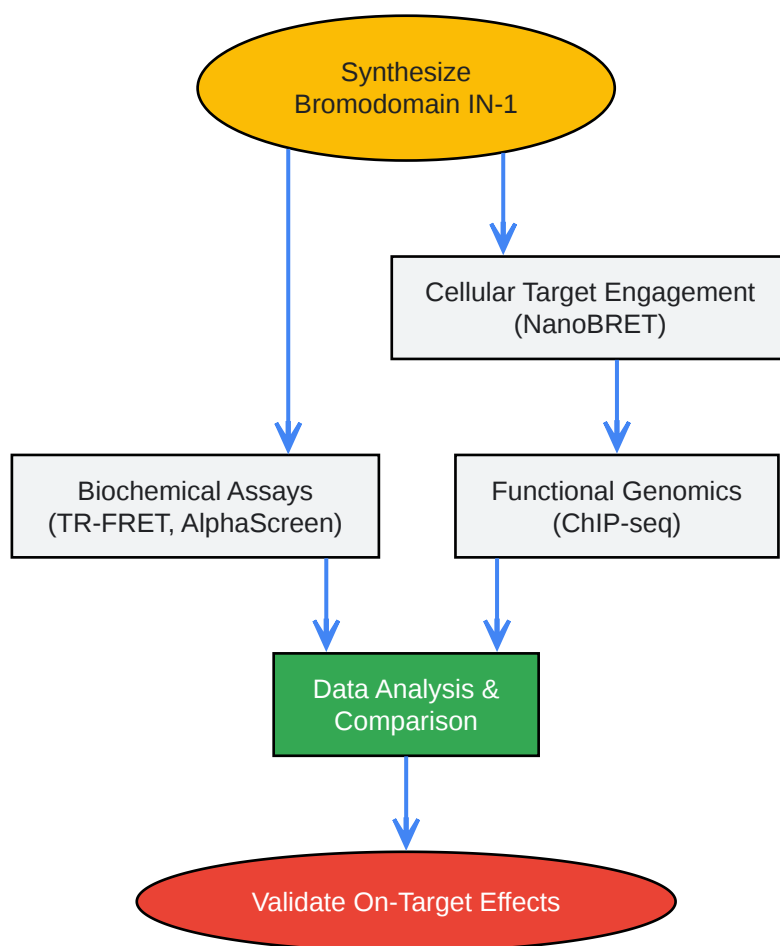 Synthesize
Bromodomain IN-1
Cellular Target Engagement
(NanoBRET)
Biochemical Assays
(TR-FRET, AlphaScreen)
Functional Genomics
(ChIP-seq)
Data Analysis &
Comparison
Validate On-Target Effects